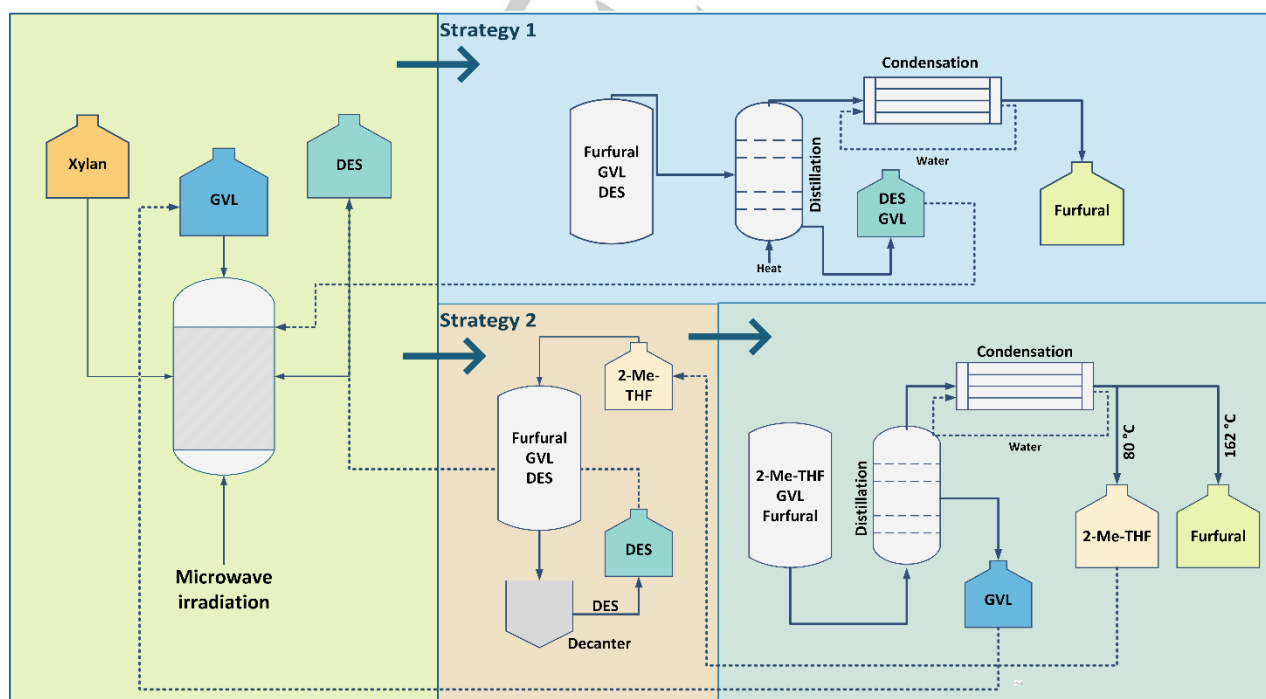 Strategy 1
Condensation
Xylan
GVL
DES
Furfural
GVL
DES
Distillation
Water
DES
GVL
Furfural
Heat
Strategy 2
2-Me-
THF
Furfural
GVL
DES
DES
DES
Decanter
Microwave
irradiation
Condensation
Water
80 °C
162 °C
2-Me-THF
GVL
Furfural
Distillation
GVL
2-Me-THF
Furfural